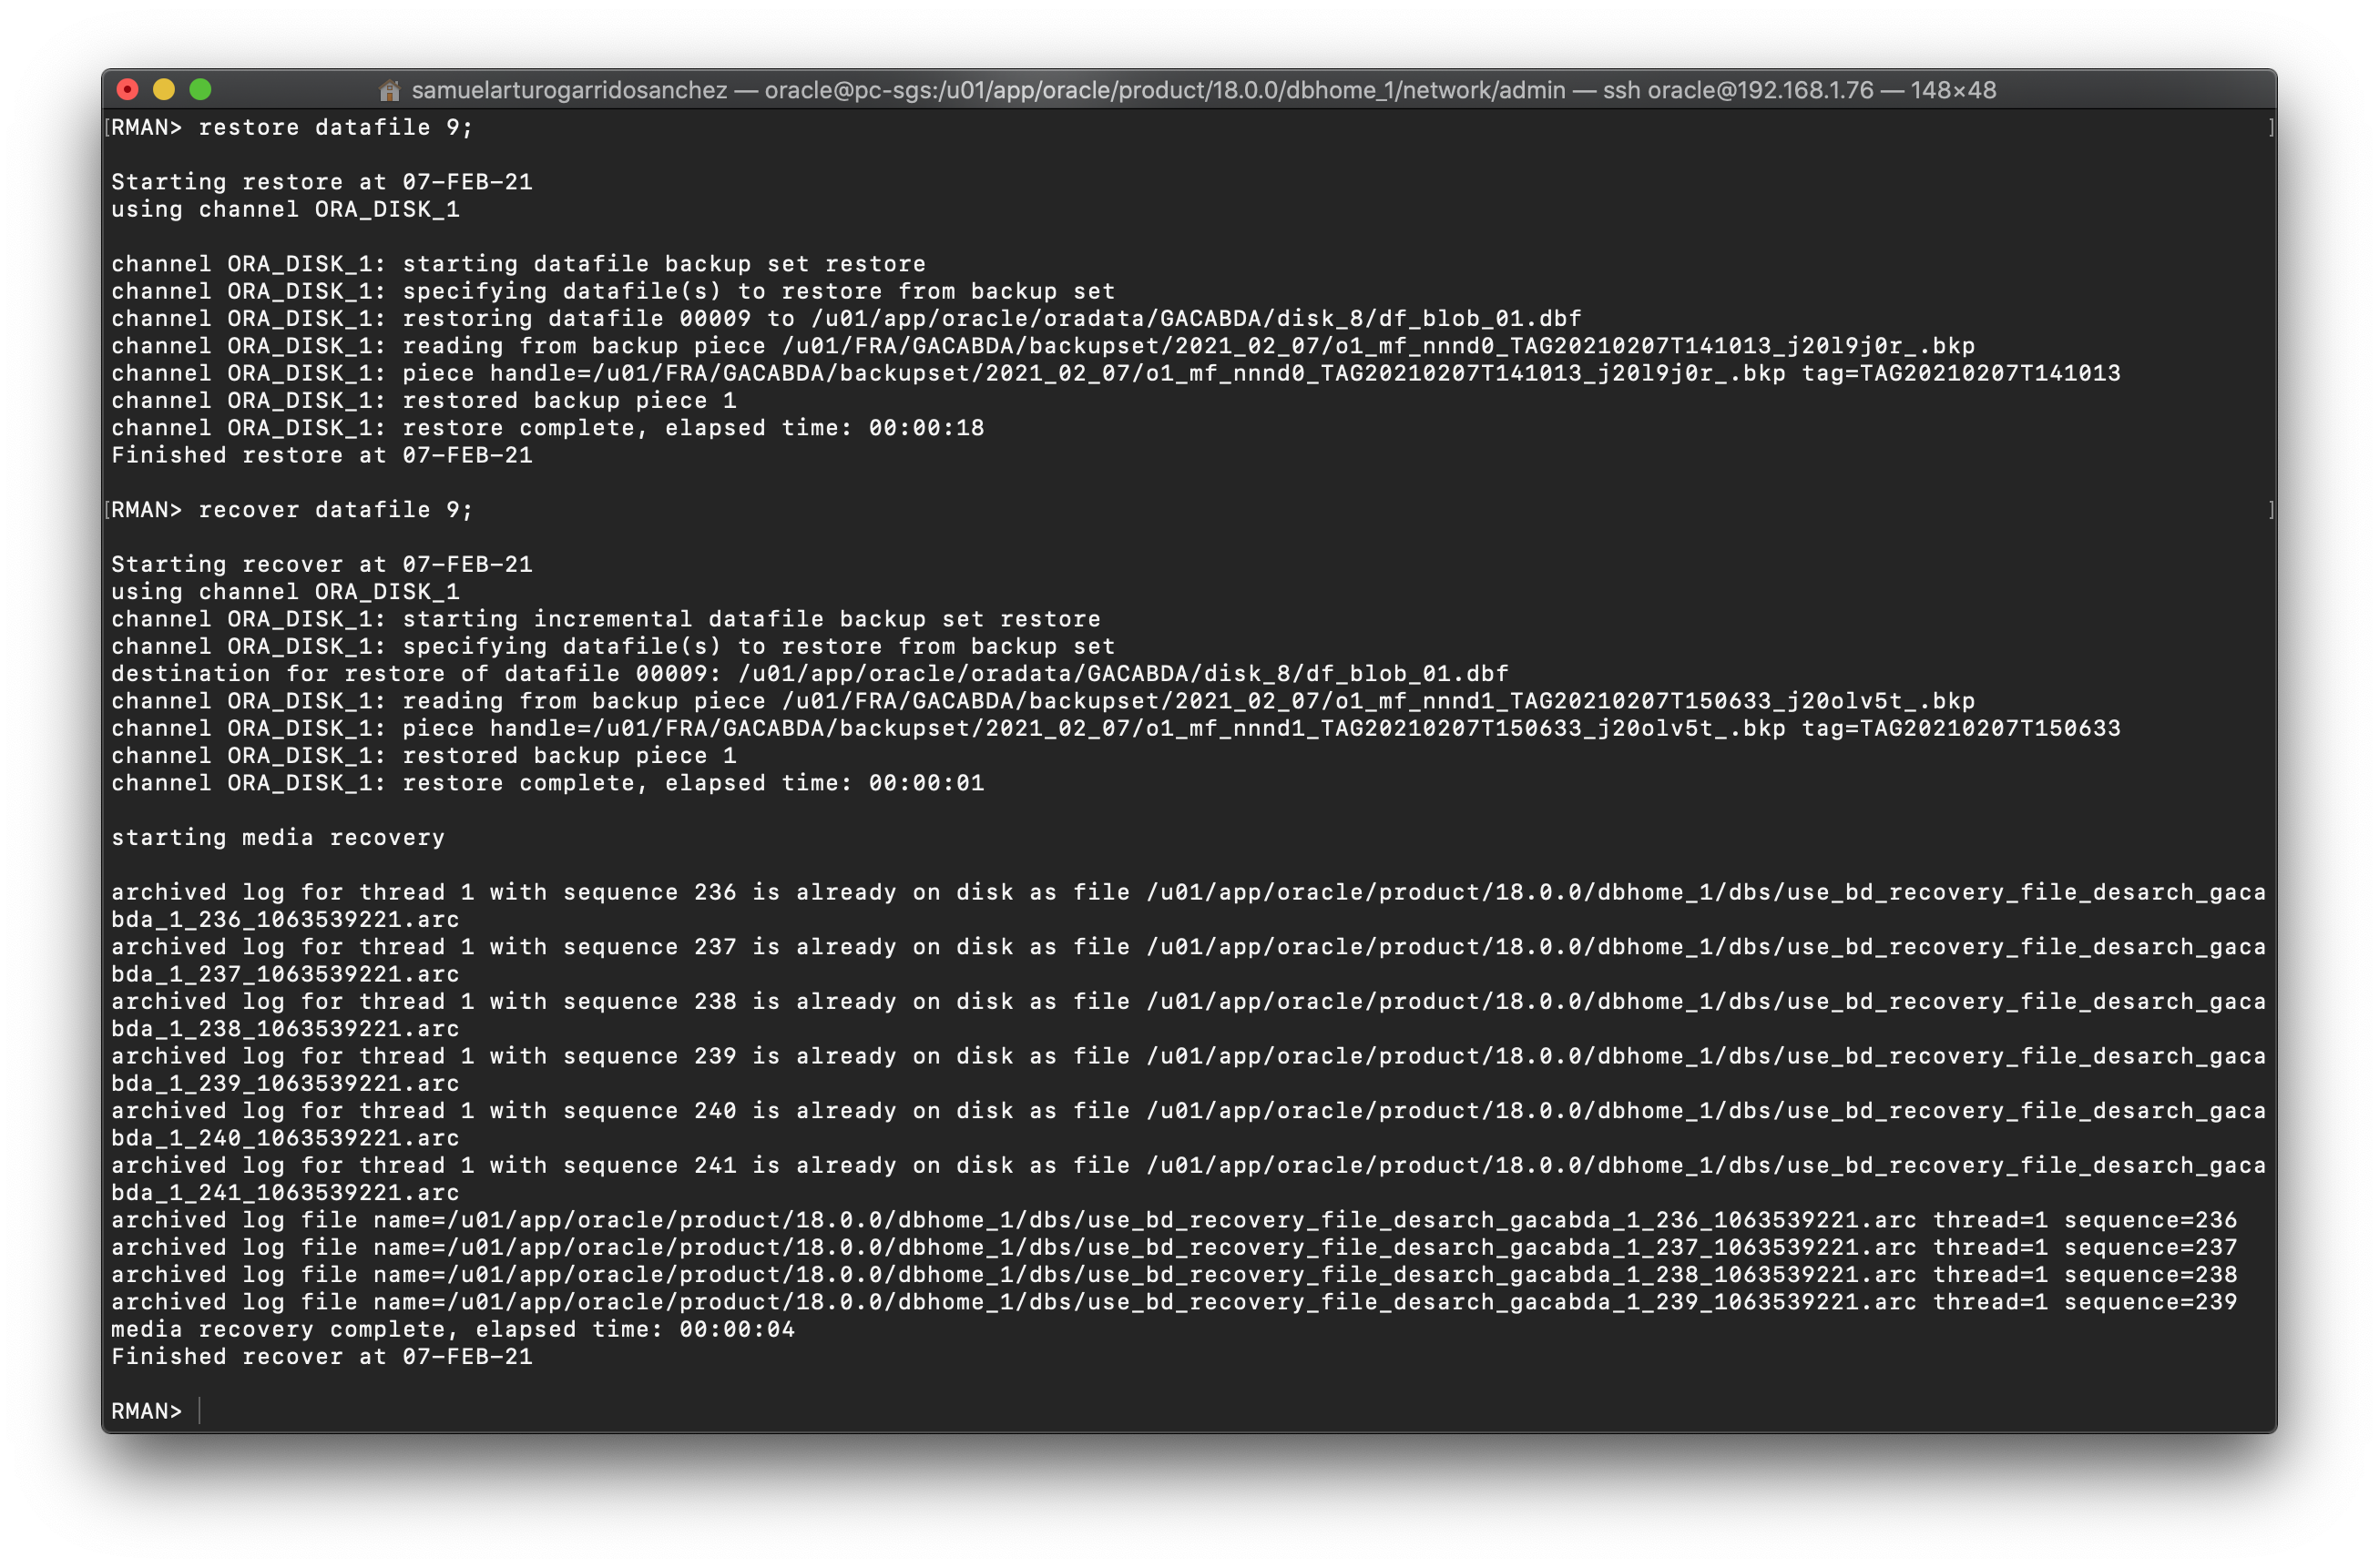 samuelarturogarridosanchez — oracle@pc-sgs:/u01/app/oracle/product/18.0.0/dbhome_1/network/admin — ssh oracle@192.168.1.76 — 148×48
[RMAN> restore datafile 9; ]
Starting restore at 07-FEB-21
using channel ORA_DISK_1
channel ORA_DISK_1: starting datafile backup set restore
channel ORA_DISK_1: specifying datafile(s) to restore from backup set
channel ORA_DISK_1: restoring datafile 00009 to /u01/app/oracle/oradata/GACABDA/disk_8/df_blob_01.dbf
channel ORA_DISK_1: reading from backup piece /u01/FRA/GACABDA/backupset/2021_02_07/o1_mf_nnnd0_TAG20210207T141013_j20l9j0r_.bkp
channel ORA_DISK_1: piece handle=/u01/FRA/GACABDA/backupset/2021_02_07/o1_mf_nnnd0_TAG20210207T141013_j20l9j0r_.bkp tag=TAG20210207T141013
channel ORA_DISK_1: restored backup piece 1
channel ORA_DISK_1: restore complete, elapsed time: 00:00:18
Finished restore at 07-FEB-21
[RMAN> recover datafile 9; ]
Starting recover at 07-FEB-21
using channel ORA_DISK_1
channel ORA_DISK_1: starting incremental datafile backup set restore
channel ORA_DISK_1: specifying datafile(s) to restore from backup set
destination for restore of datafile 00009: /u01/app/oracle/oradata/GACABDA/disk_8/df_blob_01.dbf
channel ORA_DISK_1: reading from backup piece /u01/FRA/GACABDA/backupset/2021_02_07/o1_mf_nnnd1_TAG20210207T150633_j20olv5t_.bkp
channel ORA_DISK_1: piece handle=/u01/FRA/GACABDA/backupset/2021_02_07/o1_mf_nnnd1_TAG20210207T150633_j20olv5t_.bkp tag=TAG20210207T150633
channel ORA_DISK_1: restored backup piece 1
channel ORA_DISK_1: restore complete, elapsed time: 00:00:01
starting media recovery
archived log for thread 1 with sequence 236 is already on disk as file /u01/app/oracle/product/18.0.0/dbhome_1/dbs/use_bd_recovery_file_desarch_gaca
bda_1_236_1063539221.arc
archived log for thread 1 with sequence 237 is already on disk as file /u01/app/oracle/product/18.0.0/dbhome_1/dbs/use_bd_recovery_file_desarch_gaca
bda_1_237_1063539221.arc
archived log for thread 1 with sequence 238 is already on disk as file /u01/app/oracle/product/18.0.0/dbhome_1/dbs/use_bd_recovery_file_desarch_gaca
bda_1_238_1063539221.arc
archived log for thread 1 with sequence 239 is already on disk as file /u01/app/oracle/product/18.0.0/dbhome_1/dbs/use_bd_recovery_file_desarch_gaca
bda_1_239_1063539221.arc
archived log for thread 1 with sequence 240 is already on disk as file /u01/app/oracle/product/18.0.0/dbhome_1/dbs/use_bd_recovery_file_desarch_gaca
bda_1_240_1063539221.arc
archived log for thread 1 with sequence 241 is already on disk as file /u01/app/oracle/product/18.0.0/dbhome_1/dbs/use_bd_recovery_file_desarch_gaca
bda_1_241_1063539221.arc
archived log file name=/u01/app/oracle/product/18.0.0/dbhome_1/dbs/use_bd_recovery_file_desarch_gacabda_1_236_1063539221.arc thread=1 sequence=236
archived log file name=/u01/app/oracle/product/18.0.0/dbhome_1/dbs/use_bd_recovery_file_desarch_gacabda_1_237_1063539221.arc thread=1 sequence=237
archived log file name=/u01/app/oracle/product/18.0.0/dbhome_1/dbs/use_bd_recovery_file_desarch_gacabda_1_238_1063539221.arc thread=1 sequence=238
archived log file name=/u01/app/oracle/product/18.0.0/dbhome_1/dbs/use_bd_recovery_file_desarch_gacabda_1_239_1063539221.arc thread=1 sequence=239
media recovery complete, elapsed time: 00:00:04
Finished recover at 07-FEB-21
RMAN>